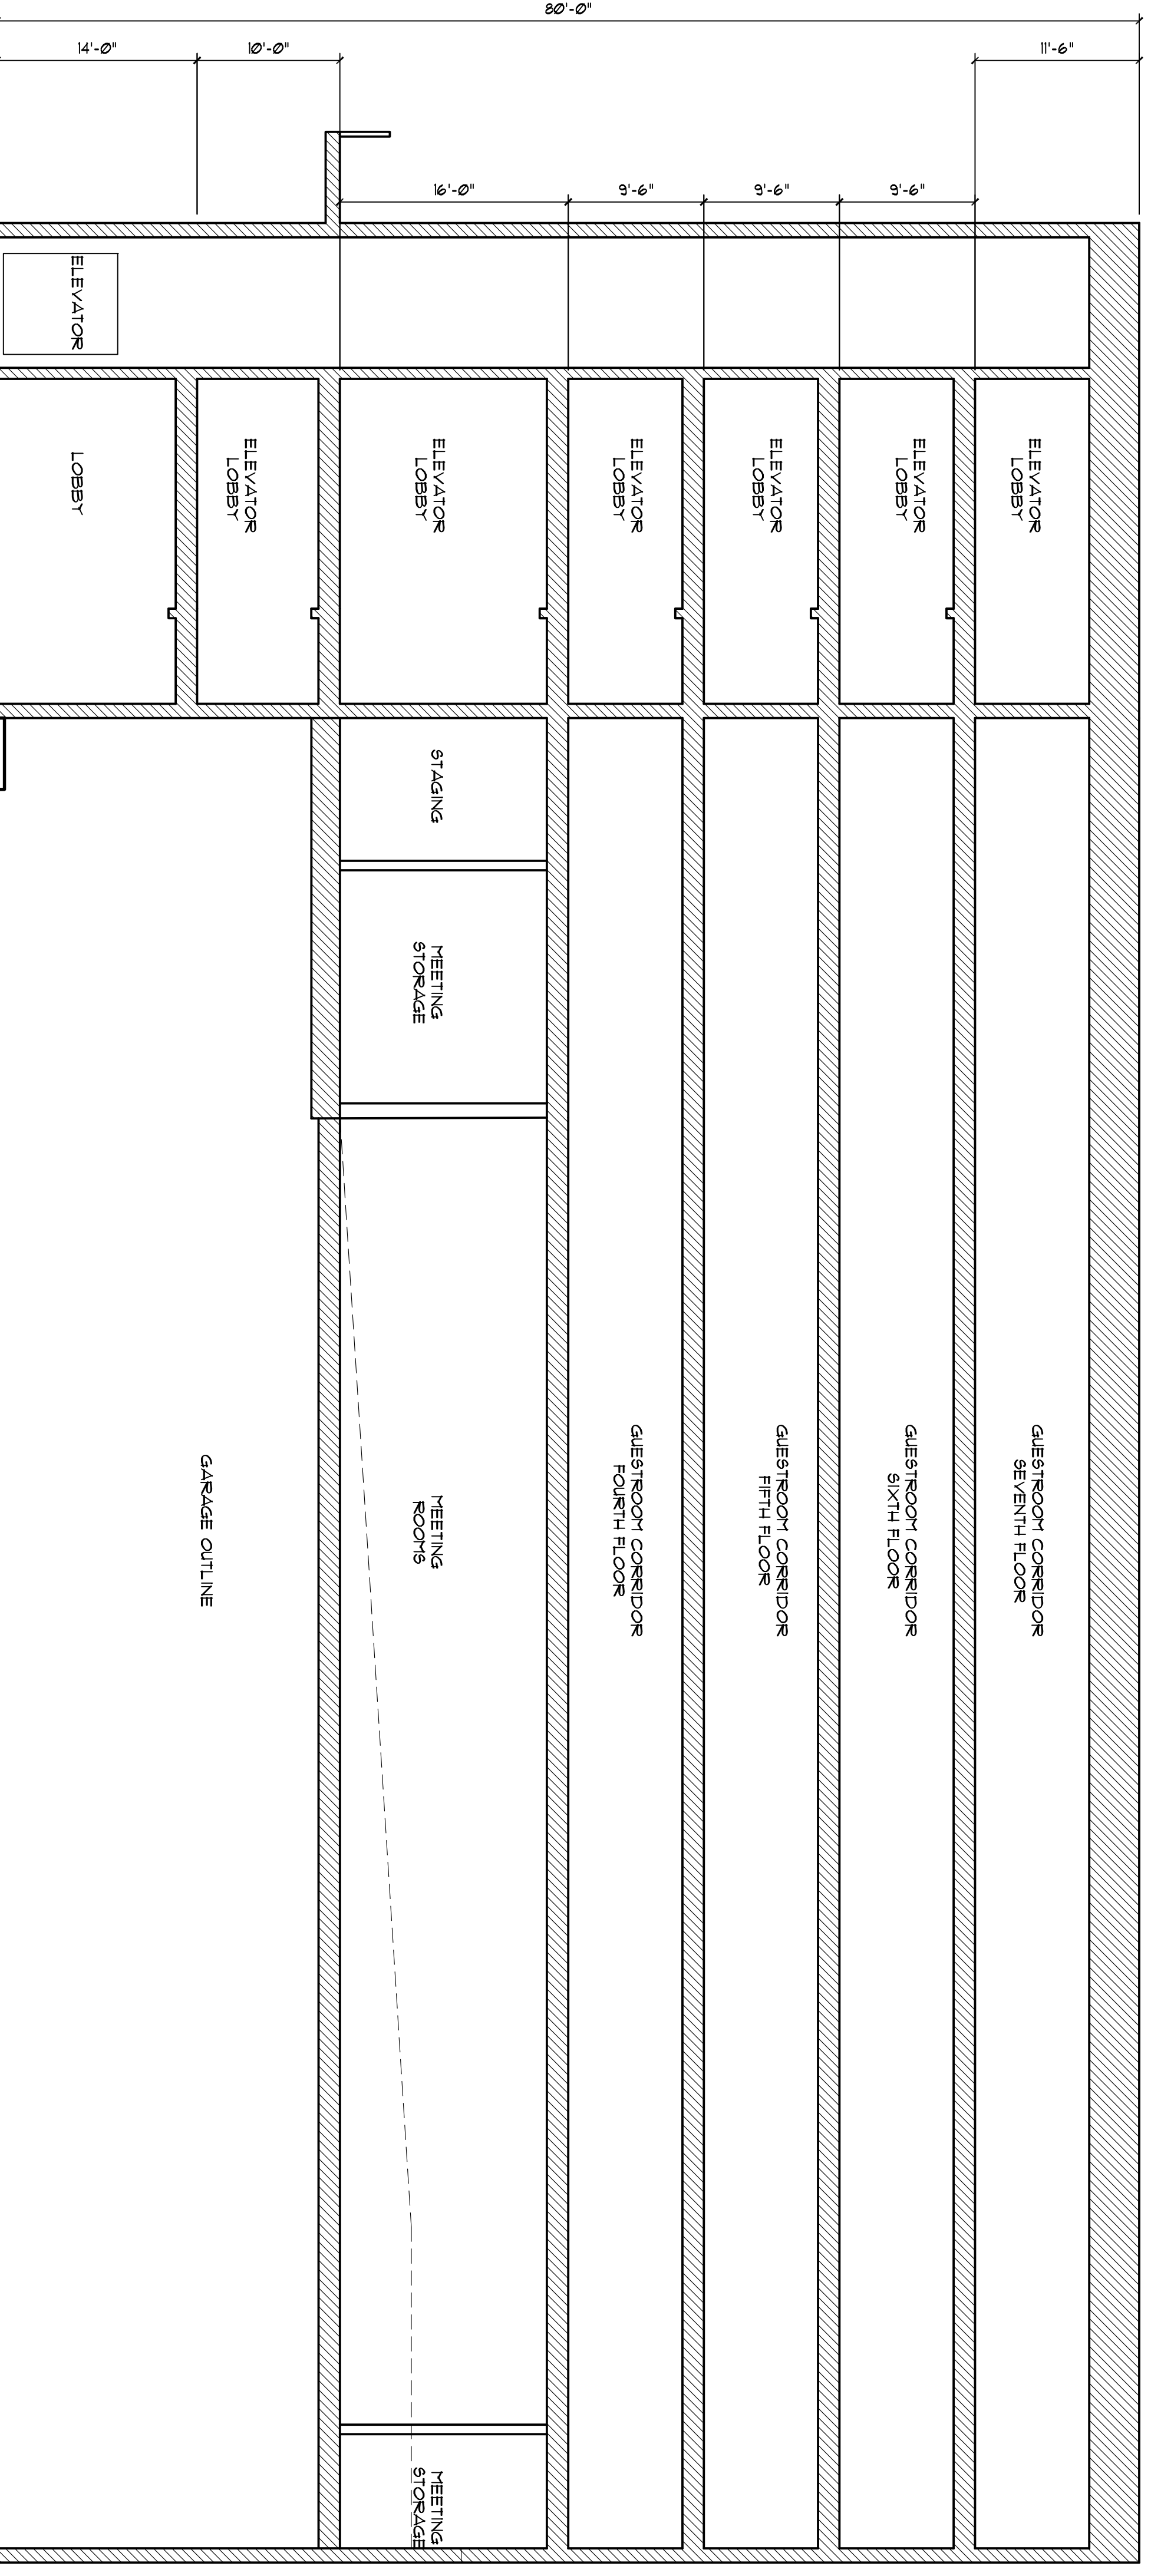 80'-0"
14'-0"
10'-0"
11'-6"
16'-0"
9'-6"
9'-6"
9'-6"
ELEVATOR
LOBBY
ELEVATOR
LOBBY
ELEVATOR
LOBBY
ELEVATOR
LOBBY
ELEVATOR
LOBBY
ELEVATOR
LOBBY
ELEVATOR
LOBBY
STAGING
MEETING
STORAGE
GARAGE OUTLINE
MEETING
ROOMS
GUESTROOM CORRIDOR
FOURTH FLOOR
GUESTROOM CORRIDOR
FIFTH FLOOR
GUESTROOM CORRIDOR
SIXTH FLOOR
GUESTROOM CORRIDOR
SEVENTH FLOOR
MEETING
STORAGE